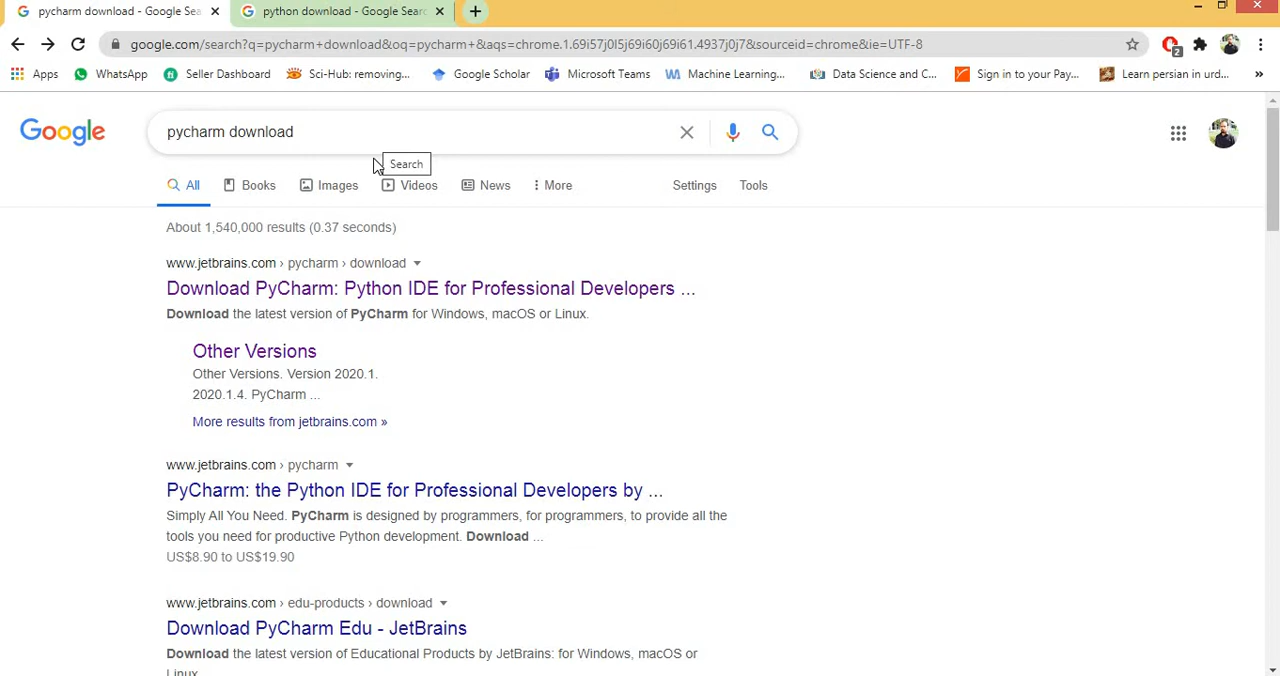 pycharm download - Google Sea
python download - Google Sear
google.com/search?q=pycharm+download&oq=pycharm+&aqs=chrome.1.69i57j0l5j69i60j69i61.4937j0j7&sourceid=chrome&ie=UTF-8
2
Apps WhatsApp Seller Dashboard Sci-Hub: removing... Google Scholar Microsoft Teams Machine Learning... Data Science and C... Sign in to your Pay... Learn persian in urd... »
Google
pycharm download
Search
All Books Images Videos News More Settings Tools
About 1,540,000 results (0.37 seconds)
www.jetbrains.com › pycharm › download
Download PyCharm: Python IDE for Professional Developers ...
Download the latest version of PyCharm for Windows, macOS or Linux.
Other Versions
Other Versions. Version 2020.1.
2020.1.4. PyCharm ...
More results from jetbrains.com »
www.jetbrains.com › pycharm
PyCharm: the Python IDE for Professional Developers by ...
Simply All You Need. PyCharm is designed by programmers, for programmers, to provide all the
tools you need for productive Python development. Download ...
US$8.90 to US$19.90
www.jetbrains.com › edu-products › download
Download PyCharm Edu - JetBrains
Download the latest version of Educational Products by JetBrains: for Windows, macOS or
Linux.